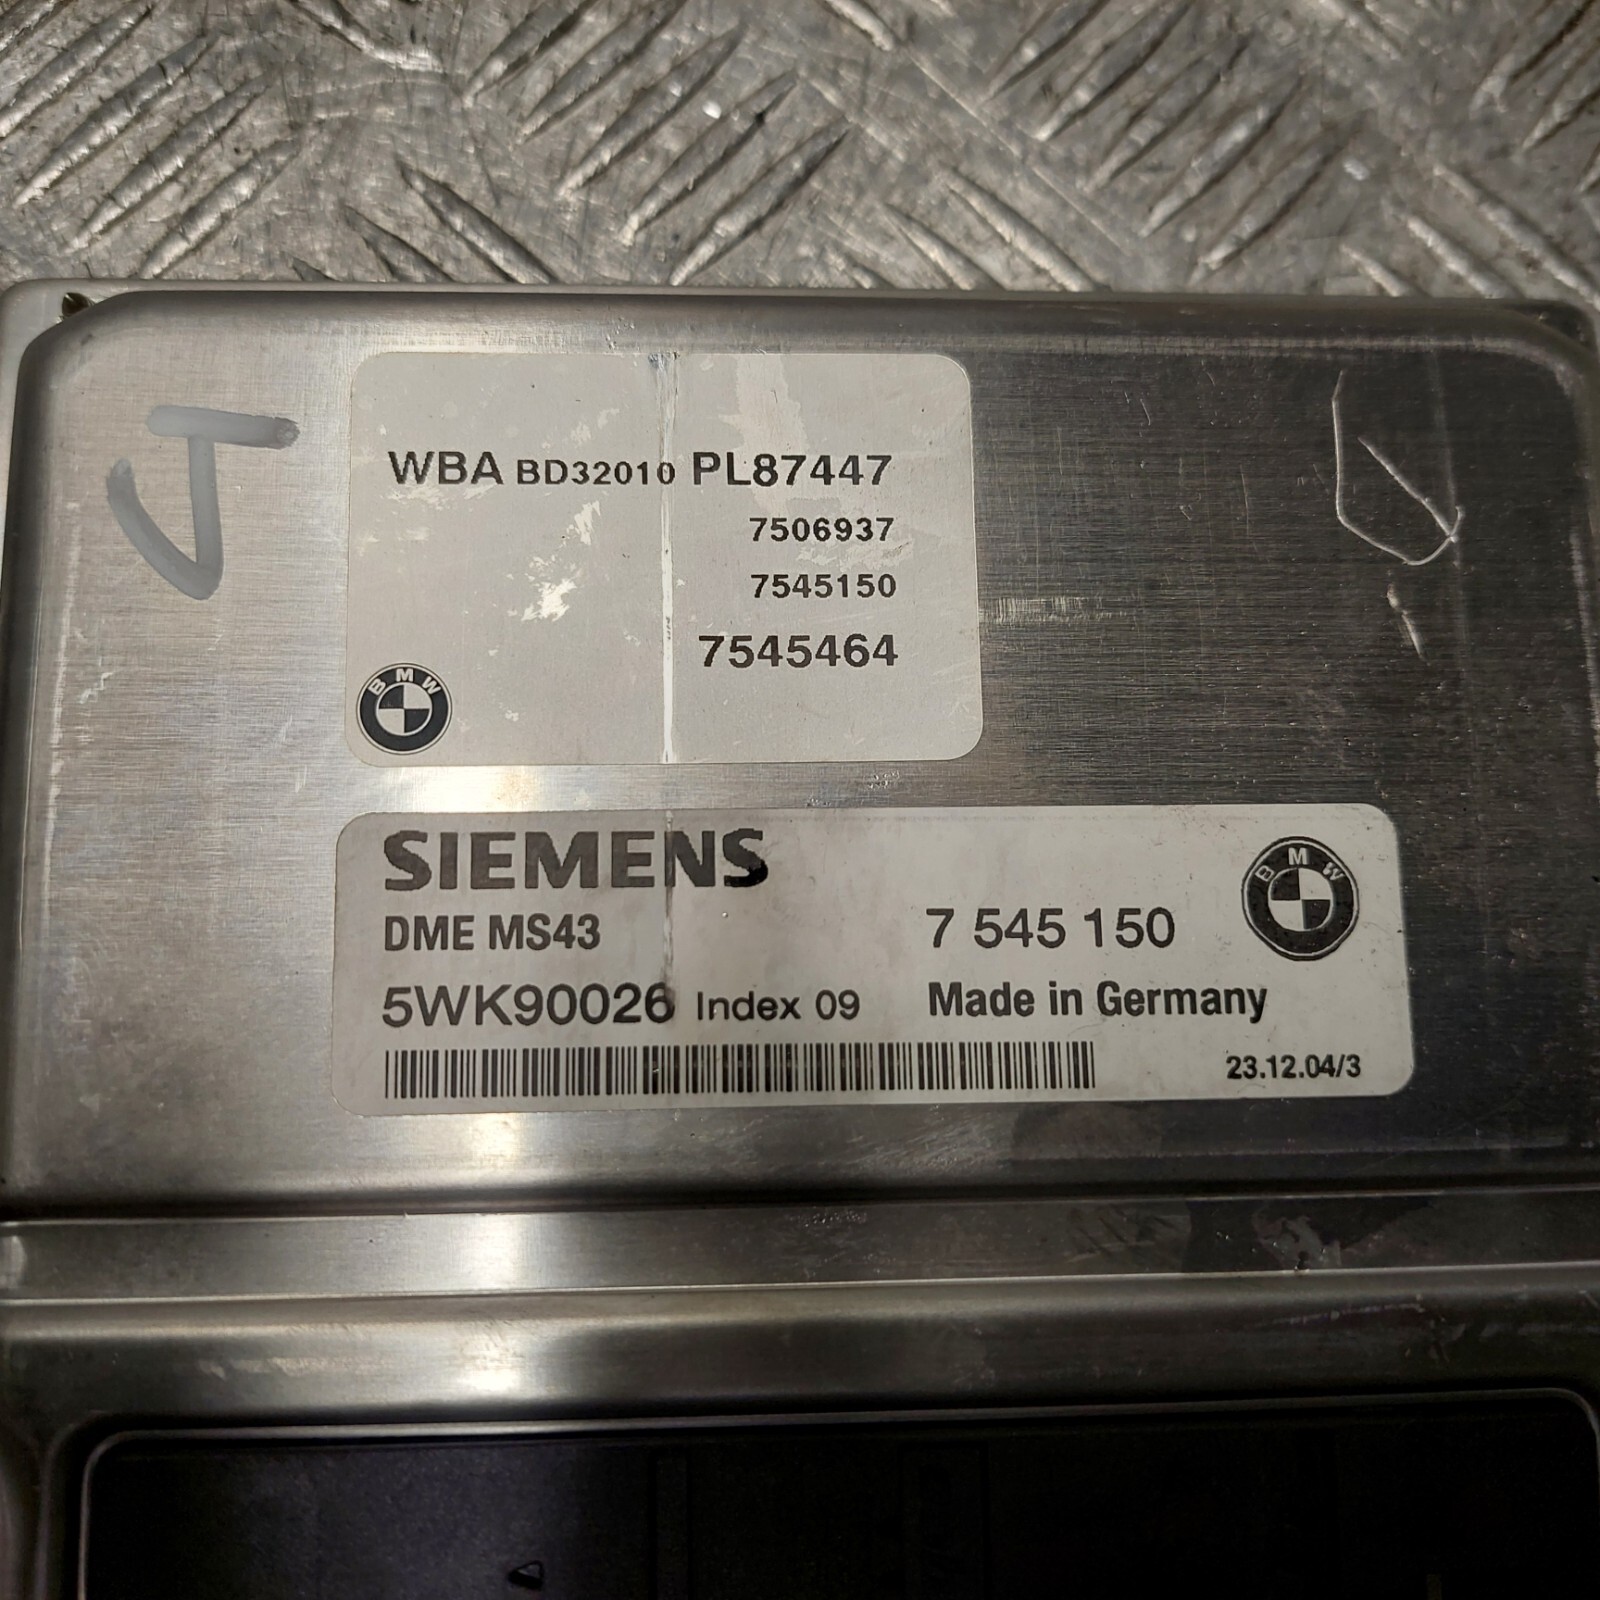 WBA BD32010 PL87447
7506937
7545150
7545464
BMW
SIEMENS
BMW
DME MS43 7 545 150
5WK90026 Index 09 Made in Germany
23.12.04/3